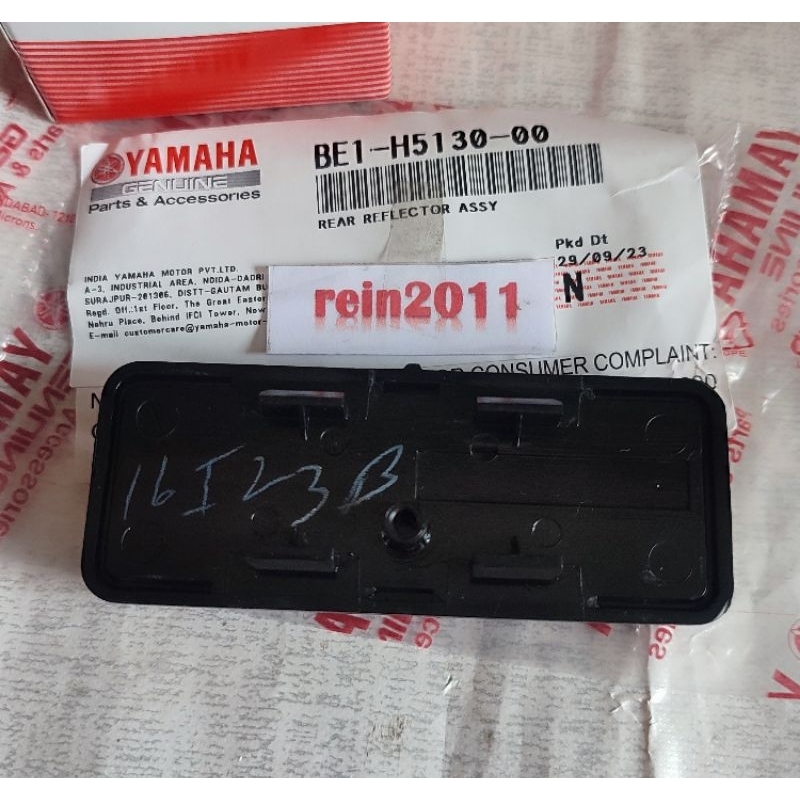 YAMAHA
GENUINE
Parts & Accessories
BE1-H5130-00
REAR REFLECTOR ASSY
Pkd Dt
29/09/23
N
INDIA YAMAHA MOTOR PVT.LTD.
A-3, INDUSTRIAL AREA, NOIDA-DADRI
SURAJPUR-201306, DISTT-GAUTAM BU
Regd. Off.:1st Floor, The Great Eastern
Nehru Place, Behind IFCI Tower, New
E-mail customercare@yamaha-motor-
rein2011
CONSUMER COMPLAINT:
16I23B